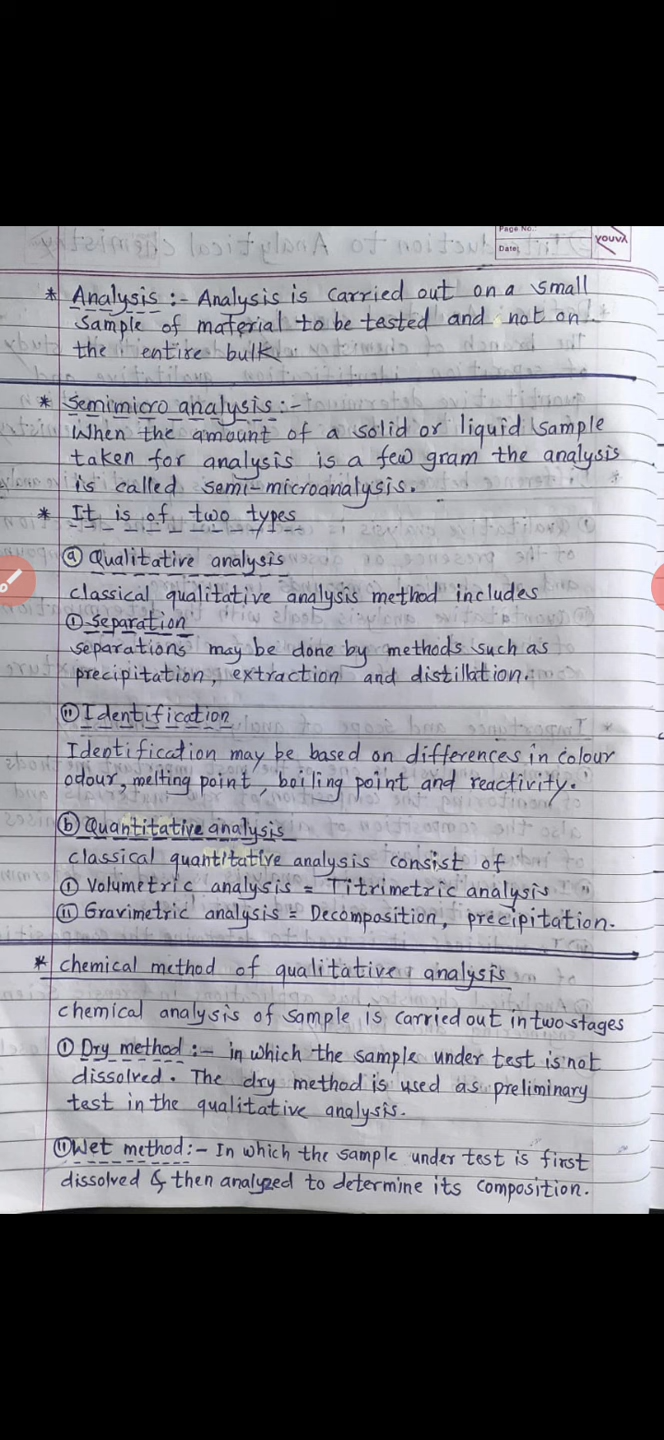 Page No.:
Date:
YOUVA
* Analysis :- Analysis is carried out on a small
sample of material to be tested and not on
the entire bulk.
* Semimicro analysis :-
When the amount of a solid or liquid sample
taken for analysis is a few gram the analysis
is called semi-microanalysis.
* It is of two types
ⓐ Qualitative analysis
classical qualitative analysis method includes
① Separation
separations may be done by methods such as
precipitation, extraction and distillation.
⑪ Identification
Identification may be based on differences in colour
odour, melting point, boiling point and reactivity.
ⓑ Quantitative analysis
classical quantitative analysis consist of
① Volumetric analysis = Titrimetric analysis
⑪ Gravimetric analysis = Decomposition, precipitation.
* chemical method of qualitative analysis
chemical analysis of sample is carried out in two stages
① Dry method :- in which the sample under test is not
dissolved. The dry method is used as preliminary
test in the qualitative analysis.
⑪ Wet method :- In which the sample under test is first
dissolved & then analyzed to determine its composition.